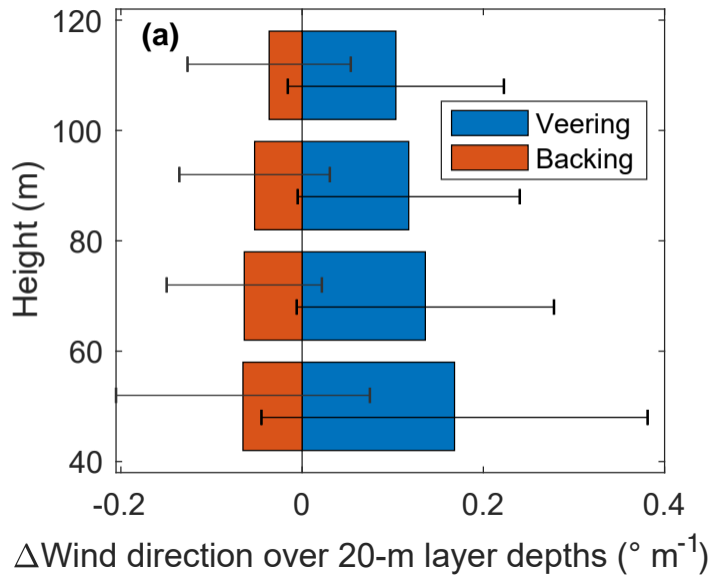 (a)
120
100
80
60
40
Height (m)
Veering
Backing
-0.2
0
0.2
0.4
ΔWind direction over 20-m layer depths (° m⁻¹)